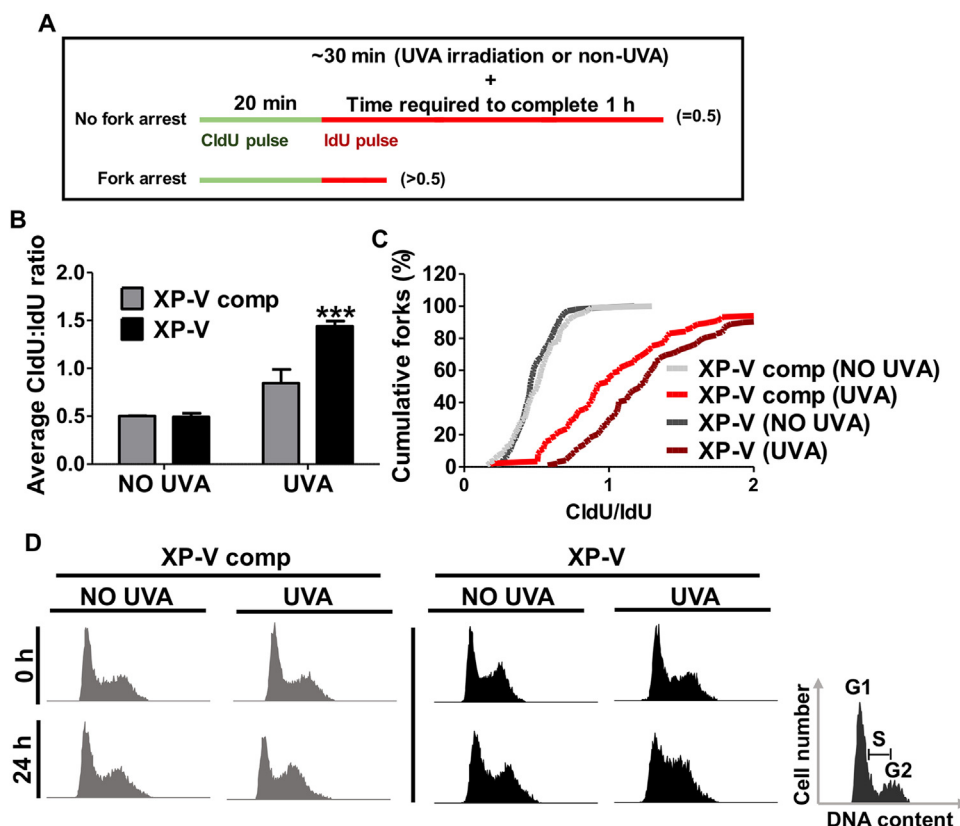 A
~30 min (UVA irradiation or non-UVA)
+
20 min
Time required to complete 1 h
No fork arrest
(=0.5)
CldU pulse
IdU pulse
Fork arrest
(>0.5)
B
Average CldU:IdU ratio
2.0
1.5
1.0
0.5
0.0
XP-V comp
XP-V
***
NO UVA
UVA
C
Cumulative forks (%)
120
100
80
60
40
20
0
0
1
2
CldU/IdU
XP-V comp (NO UVA)
XP-V comp (UVA)
XP-V (NO UVA)
XP-V (UVA)
D
XP-V comp
XP-V
NO UVA
UVA
NO UVA
UVA
0 h
24 h
Cell number
G1
S
G2
DNA content